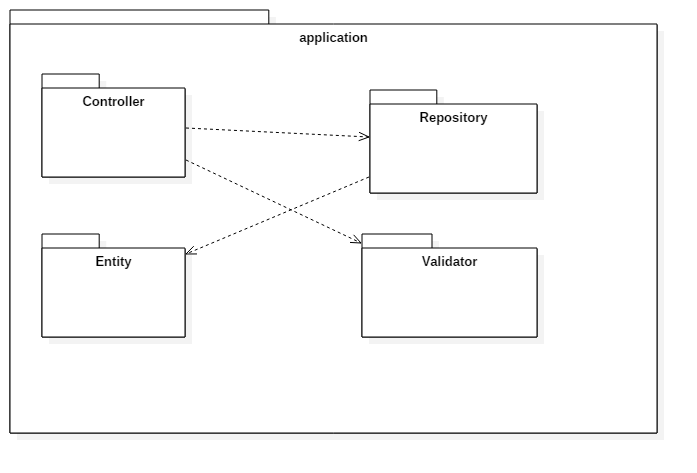 application
Controller
Repository
Entity
Validator